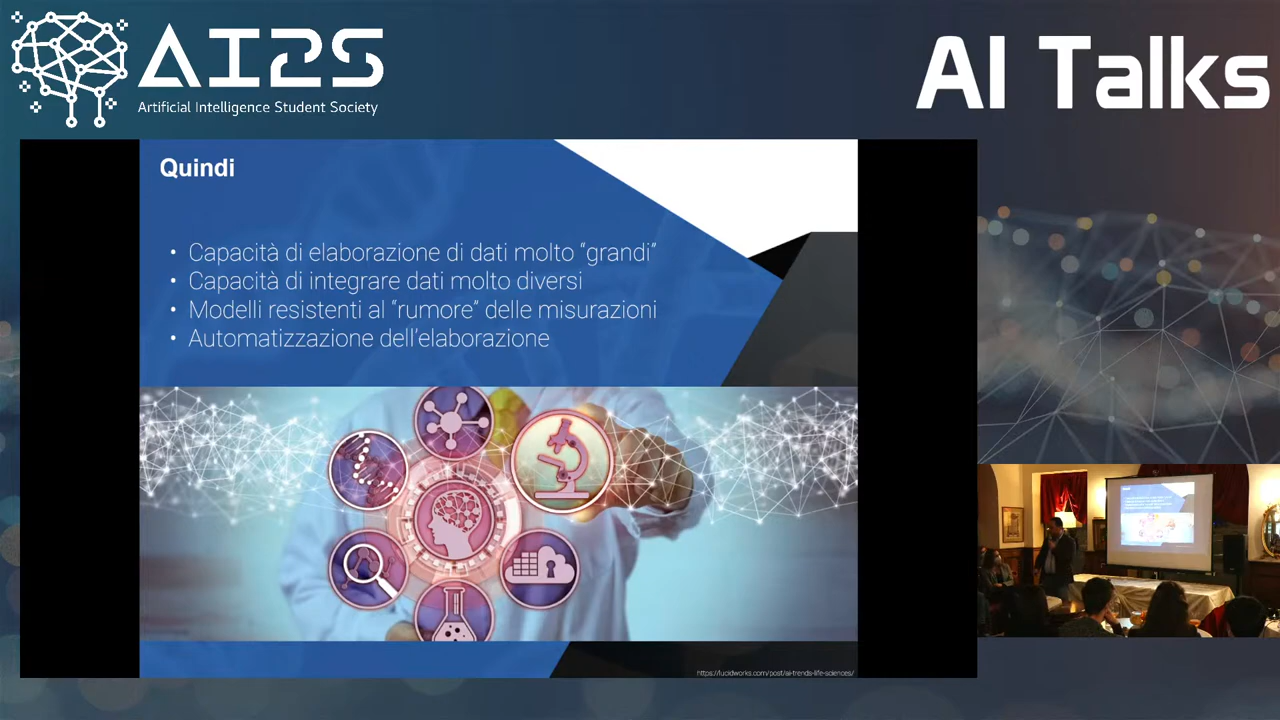 AI2S
Artificial Intelligence Student Society
AI Talks
Quindi
• Capacità di elaborazione di dati molto “grandi”
• Capacità di integrare dati molto diversi
• Modelli resistenti al “rumore” delle misurazioni
• Automatizzazione dell’elaborazione
https://lucidworks.com/post/ai-trends-life-sciences/